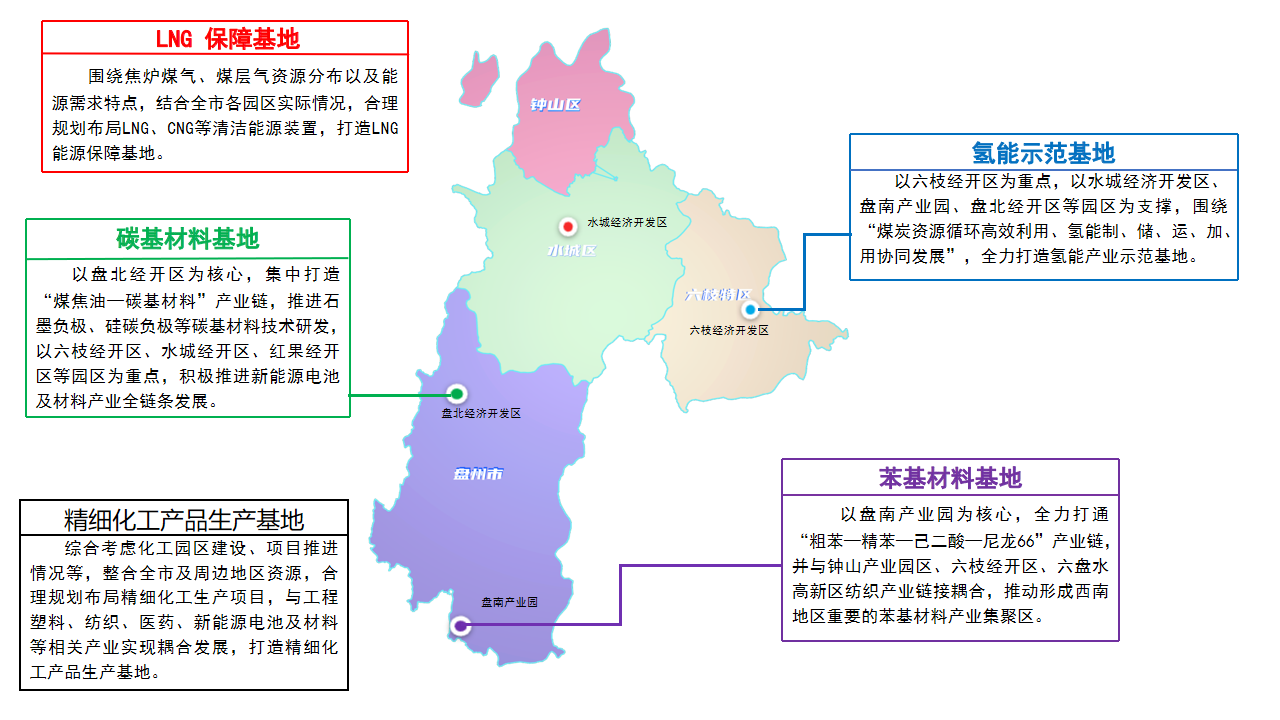 LNG 保障基地
围绕焦炉煤气、煤层气资源分布以及能
源需求特点，结合全市各园区实际情况，合理
规划布局LNG、CNG等清洁能源装置，打造LNG
能源保障基地。
钟山区
氢能示范基地
以六枝经开区为重点，以水城经济开发区、
盘南产业园、盘北经开区等园区为支撑，围绕
“煤炭资源循环高效利用、氢能制、储、运、加、
用协同发展”，全力打造氢能产业示范基地。
水城经济开发区
水城区
碳基材料基地
以盘北经开区为核心，集中打造
“煤焦油—碳基材料”产业链，推进石
墨负极、硅碳负极等碳基材料技术研发，
以六枝经开区、水城经开区、红果经开
区等园区为重点，积极推进新能源电池
及材料产业全链条发展。
六枝特区
六枝经济开发区
盘北经济开发区
盘州市
苯基材料基地
以盘南产业园为核心，全力打通
“粗苯—精苯—己二酸—尼龙66”产业链，
并与钟山产业园区、六枝经开区、六盘水
高新区纺织产业链接耦合，推动形成西南
地区重要的苯基材料产业集聚区。
精细化工产品生产基地
综合考虑化工园区建设、项目推进
情况等，整合全市及周边地区资源，合
理规划布局精细化工生产项目，与工程
塑料、纺织、医药、新能源电池及材料
等相关产业实现耦合发展，打造精细化
工产品生产基地。
盘南产业园